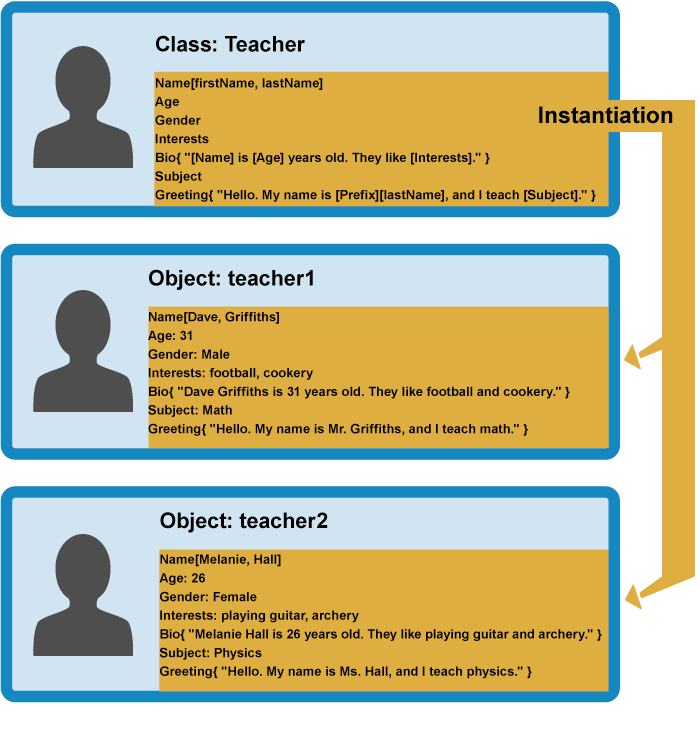 Class: Teacher
Name[firstName, lastName]
Age
Gender
Interests
Bio{ "[Name] is [Age] years old. They like [Interests]." }
Subject
Greeting{ "Hello. My name is [Prefix][lastName], and I teach [Subject]." }
Instantiation
Object: teacher1
Name[Dave, Griffiths]
Age: 31
Gender: Male
Interests: football, cookery
Bio{ "Dave Griffiths is 31 years old. They like football and cookery." }
Subject: Math
Greeting{ "Hello. My name is Mr. Griffiths, and I teach math." }
Object: teacher2
Name[Melanie, Hall]
Age: 26
Gender: Female
Interests: playing guitar, archery
Bio{ "Melanie Hall is 26 years old. They like playing guitar and archery." }
Subject: Physics
Greeting{ "Hello. My name is Ms. Hall, and I teach physics." }